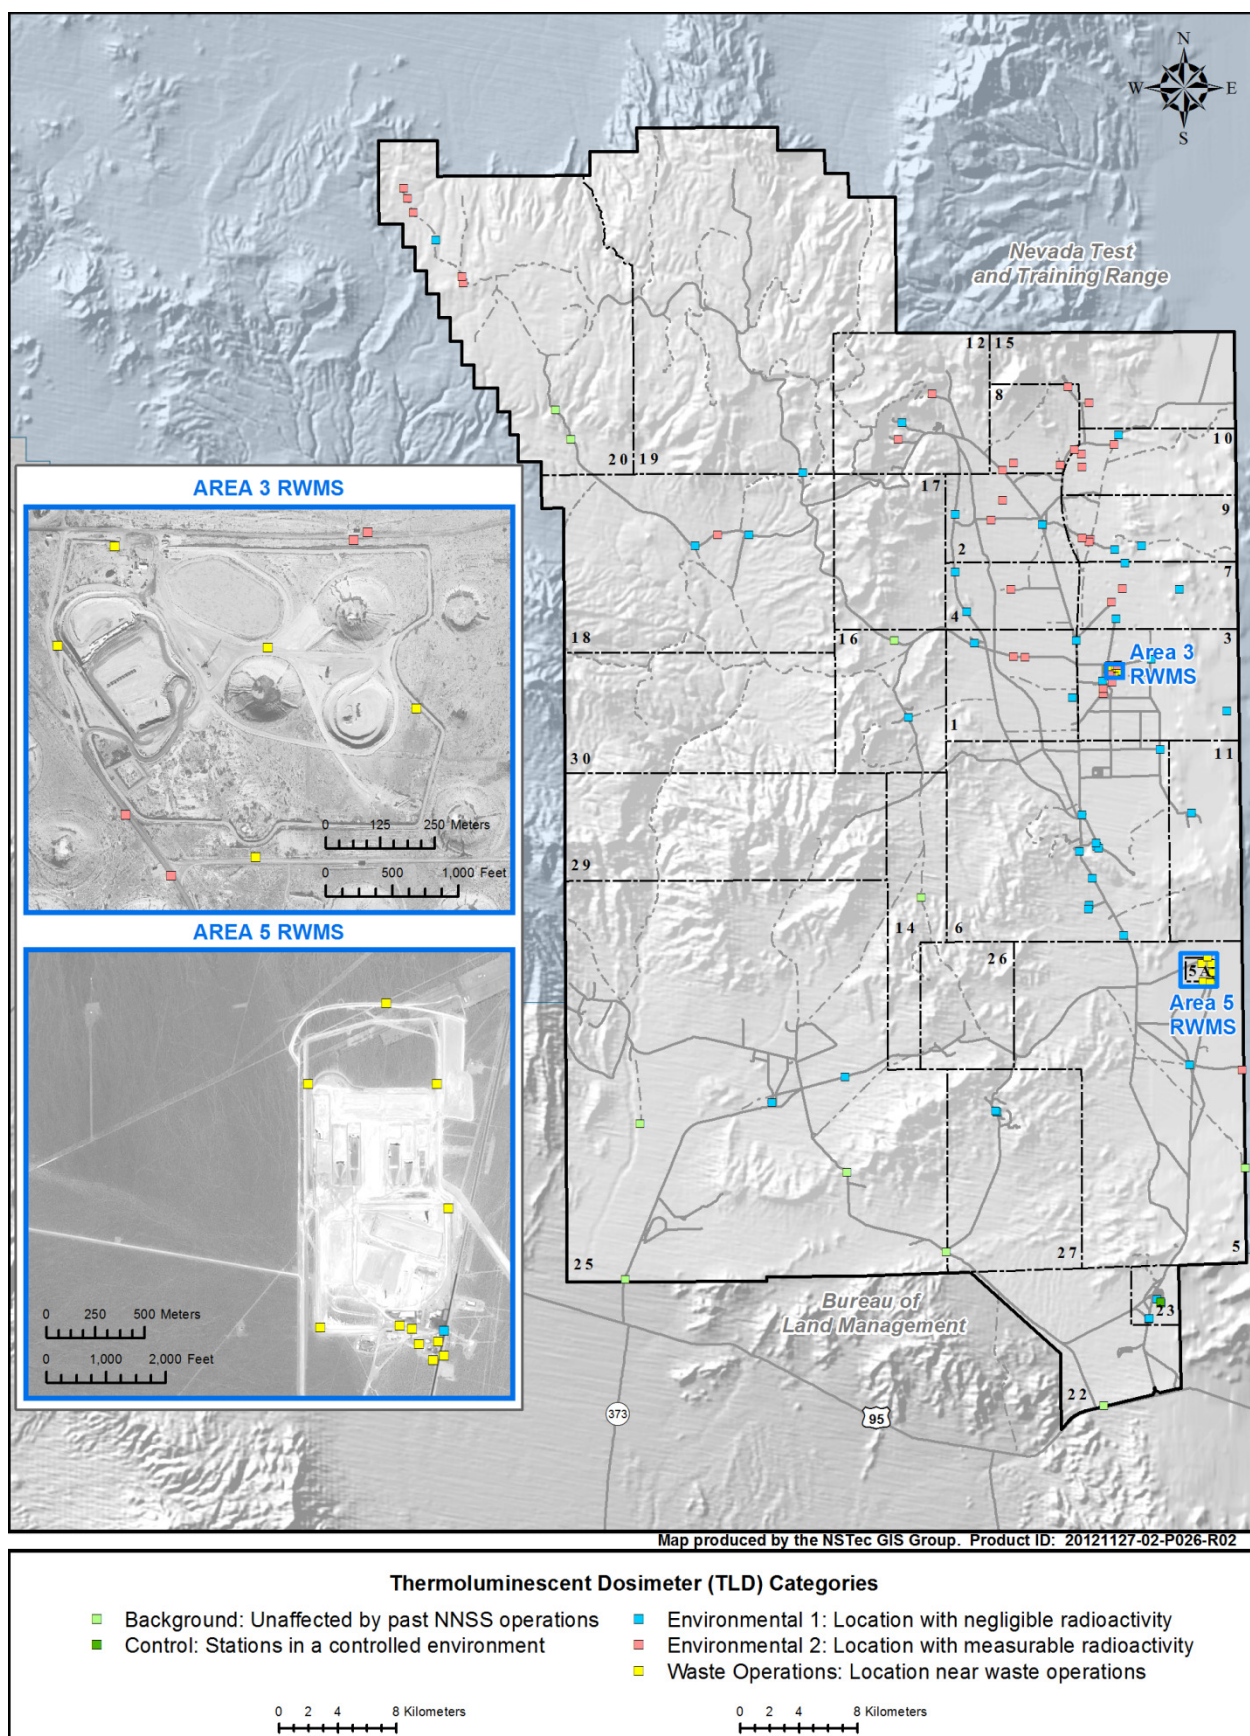 N
W E
S
Nevada Test
and Training Range
12 15
8
10
20 19
17
9
2
7
4
18
16
3
Area 3
RWMS
1
30
11
29
14
6
26
5 A
Area 5
RWMS
25
27
5
Bureau of
Land Management
23
22
373
95
AREA 3 RWMS
0 125 250 Meters
0 500 1,000 Feet
AREA 5 RWMS
0 250 500 Meters
0 1,000 2,000 Feet
Map produced by the NSTec GIS Group. Product ID: 20121127-02-P026-R02
Thermoluminescent Dosimeter (TLD) Categories
Background: Unaffected by past NNSS operations
Control: Stations in a controlled environment
Environmental 1: Location with negligible radioactivity
Environmental 2: Location with measurable radioactivity
Waste Operations: Location near waste operations
0 2 4 8 Kilometers
0 2 4 8 Kilometers